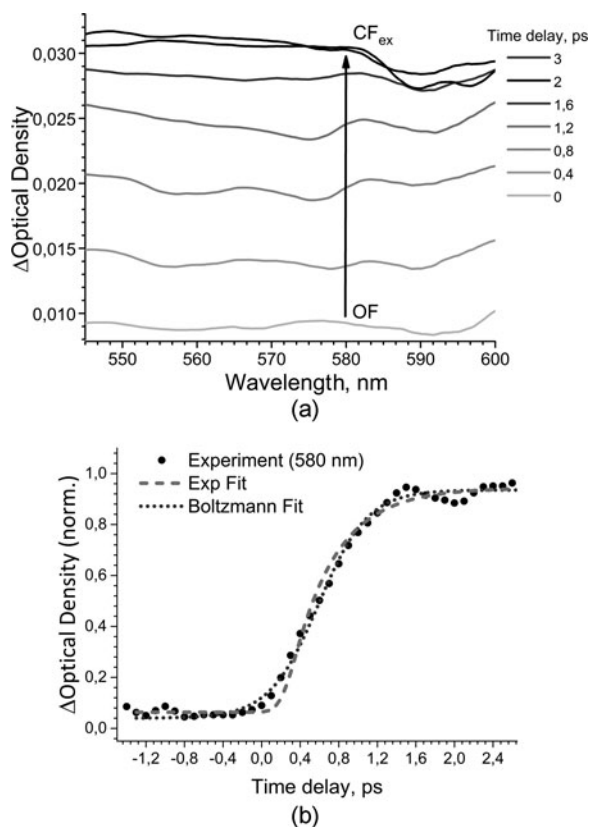 CF_ex
Time delay, ps
3
2
1,6
1,2
0,8
0,4
0
0,030
0,025
0,020
0,015
0,010
ΔOptical Density
OF
550 560 570 580 590 600
Wavelength, nm
(a)
Experiment (580 nm)
Exp Fit
Boltzmann Fit
1,0
0,8
0,6
0,4
0,2
0,0
ΔOptical Density (norm.)
-1,2 -0,8 -0,4 0,0 0,4 0,8 1,2 1,6 2,0 2,4
Time delay, ps
(b)